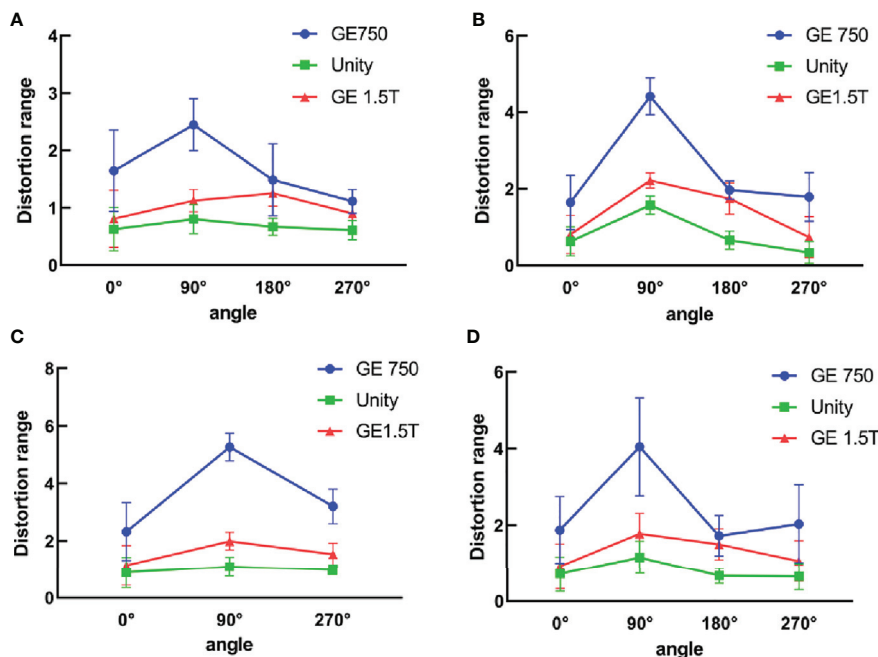 A
Distortion range
4
3
2
1
0
0° 90° 180° 270°
angle
GE750
Unity
GE 1.5T
B
Distortion range
6
4
2
0
0° 90° 180° 270°
angle
GE 750
Unity
GE1.5T
C
Distortion range
8
6
4
2
0
0° 90° 270°
angle
GE 750
Unity
GE1.5T
D
Distortion range
6
4
2
0
0° 90° 180° 270°
angle
GE 750
Unity
GE 1.5T